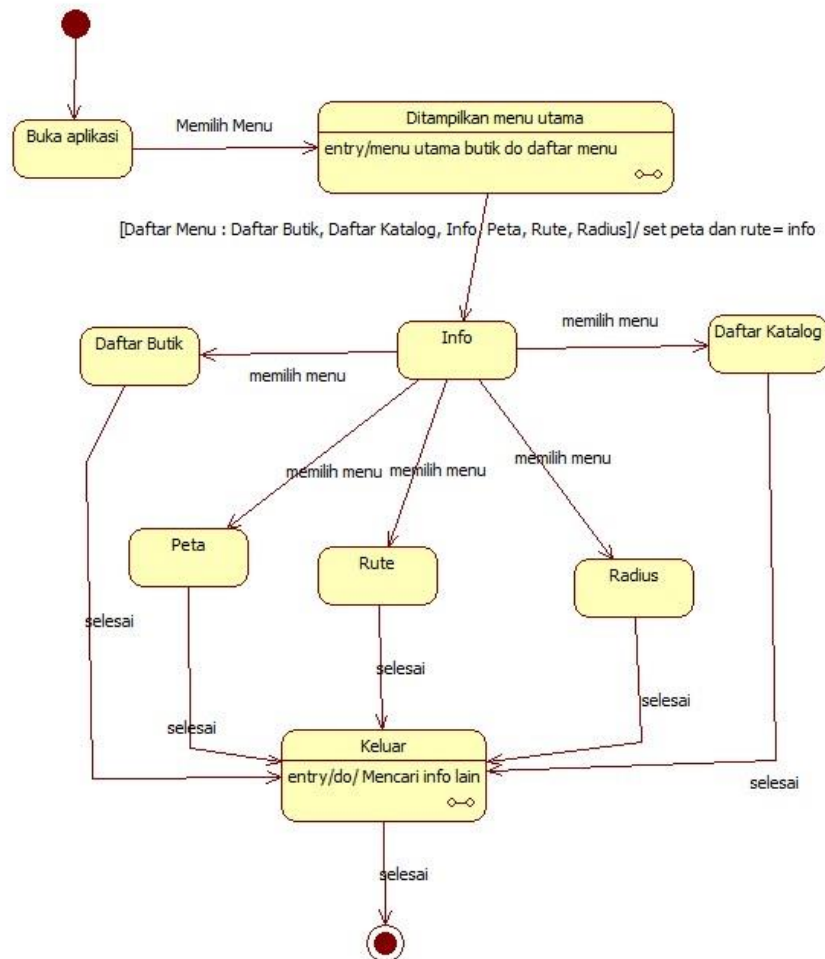 Buka aplikasi
Memilih Menu
Ditampilkan menu utama
entry/menu utama butik do daftar menu
[Daftar Menu : Daftar Butik, Daftar Katalog, Info, Peta, Rute, Radius]/ set peta dan rute= info
Daftar Butik
memilih menu
Info
memilih menu
Daftar Katalog
memilih menu
memilih menu
memilih menu
Peta
Rute
Radius
selesai
selesai
selesai
selesai
selesai
Keluar
entry/do/ Mencari info lain
selesai